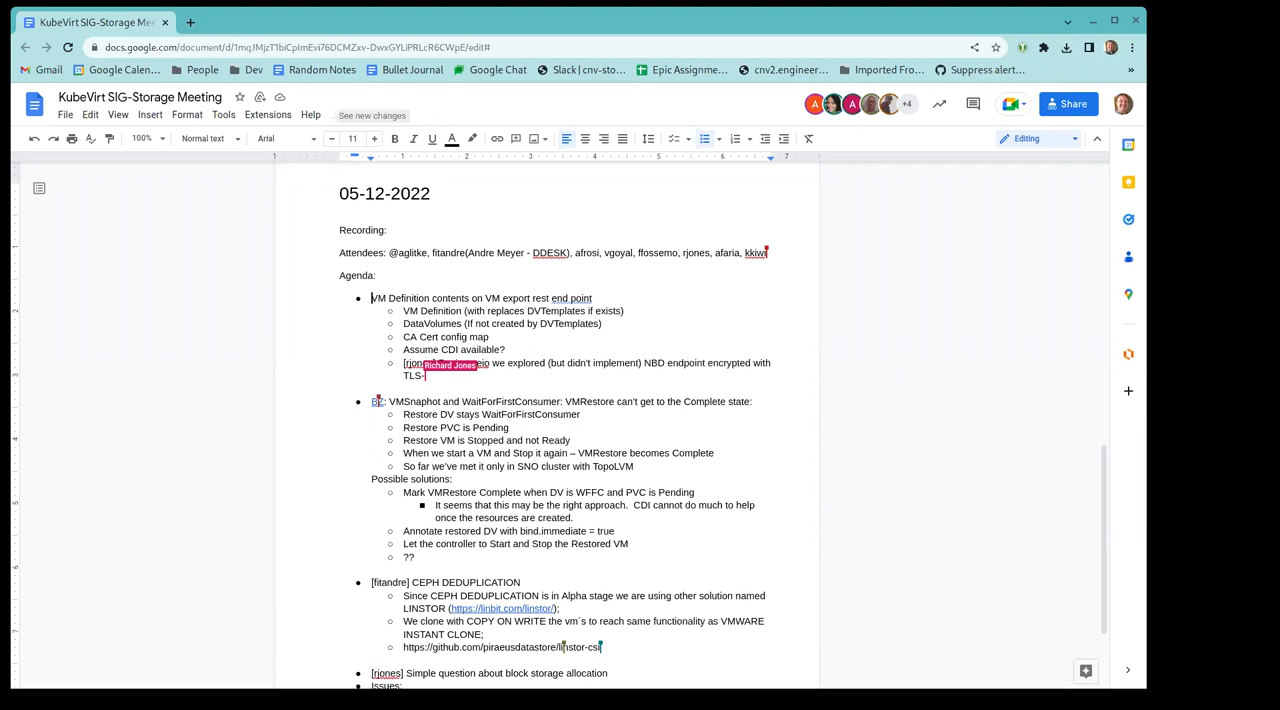 KubeVirt SIG-Storage Mee
docs.google.com/document/d/1mqJMjzT1biCpImEvi76DCMZxv-DwxGYLiPRLcR6CWpE/edit#
Gmail Google Calen... People Dev Random Notes Bullet Journal Google Chat Slack | cnv-sto... Epic Assignme... cnv2.engineer... Imported Fro... Suppress alert... »
KubeVirt SIG-Storage Meeting
+4
Share
File Edit View Insert Format Tools Extensions Help See new changes
100% Normal text Arial 11 B I U A Editing
1 1 2 3 4 5 6 7
05-12-2022
Recording:
Attendees: @aglitke, fitandre(Andre Meyer - DDESK), afrosi, vgoyal, ffossemo, rjones, afaria, kkiwi
Agenda:
● VM Definition contents on VM export rest end point
○ VM Definition (with replaces DVTemplates if exists)
○ DataVolumes (If not created by DVTemplates)
○ CA Cert config map
○ Assume CDI available?
○ we explored (but didn't implement) NBD endpoint encrypted with
Richard Jones
TLS-
● BZ: VMSnaphot and WaitForFirstConsumer: VMRestore can't get to the Complete state:
○ Restore DV stays WaitForFirstConsumer
○ Restore PVC is Pending
○ Restore VM is Stopped and not Ready
○ When we start a VM and Stop it again – VMRestore becomes Complete
○ So far we've met it only in SNO cluster with TopoLVM
Possible solutions:
○ Mark VMRestore Complete when DV is WFFC and PVC is Pending
■ It seems that this may be the right approach. CDI cannot do much to help
once the resources are created.
○ Annotate restored DV with bind.immediate = true
○ Let the controller to Start and Stop the Restored VM
○ ??
● [fitandre] CEPH DEDUPLICATION
○ Since CEPH DEDUPLICATION is in Alpha stage we are using other solution named
LINSTOR (https://linbit.com/linstor/);
○ We clone with COPY ON WRITE the vm´s to reach same functionality as VMWARE
INSTANT CLONE;
○ https://github.com/piraeusdatastore/linstor-csi
● [rjones] Simple question about block storage allocation
● Issues: